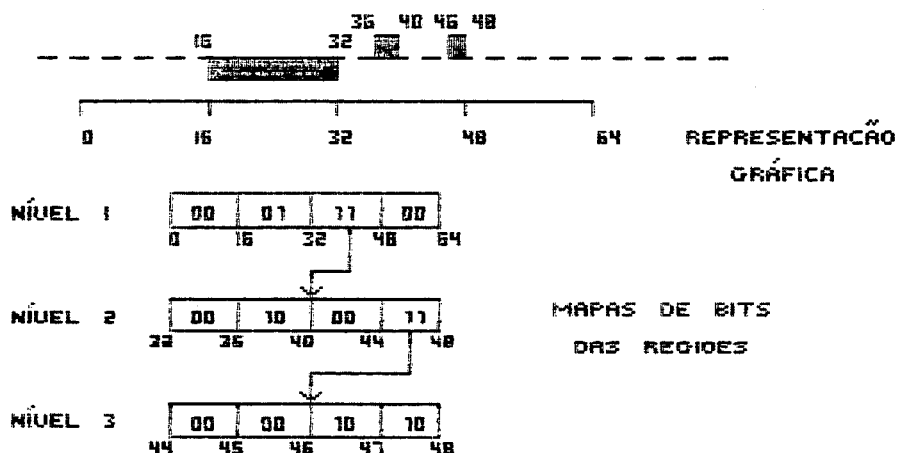 36 40 46 48
16 32
0 16 32 48 64 REPRESENTAÇÃO
GRÁFICA
NÍVEL 1 00 01 11 00
0 16 32 48 64
NÍVEL 2 00 10 00 11 MAPAS DE BITS
32 36 40 44 48 DAS REGIOES
NÍVEL 3 00 00 10 10
44 45 46 47 48